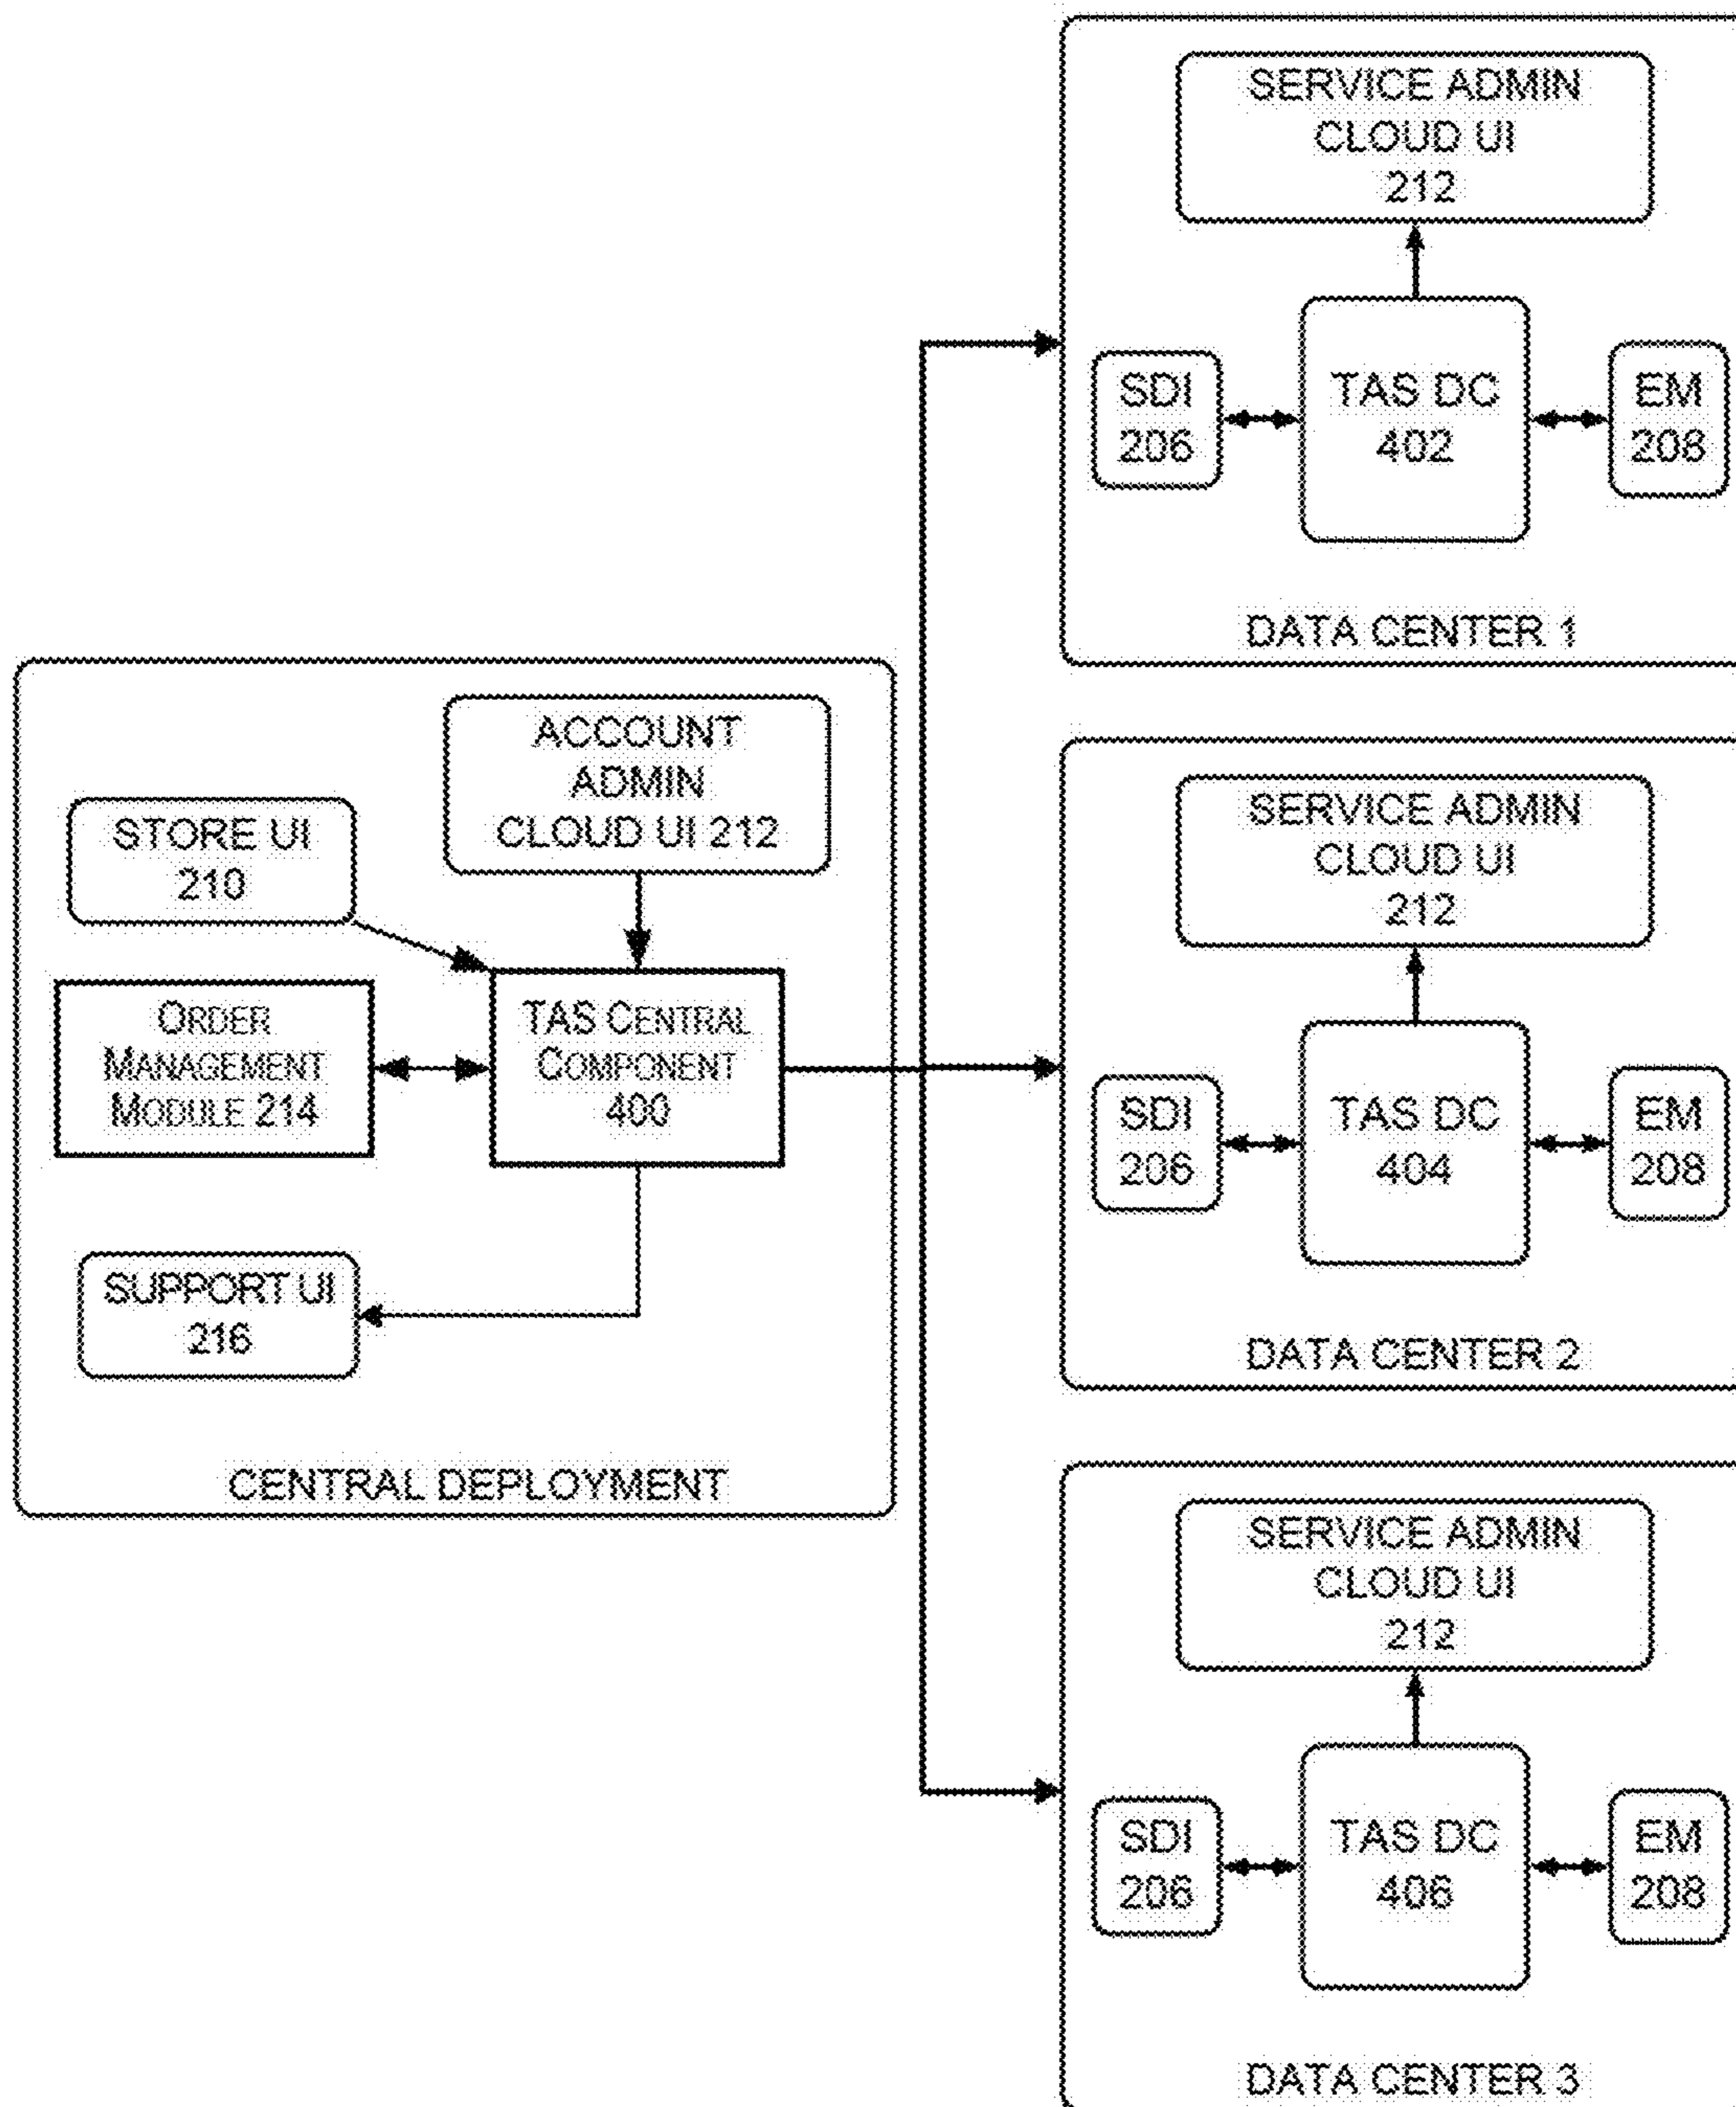 SERVICE ADMIN
CLOUD UI
212
SDI
206
TAS DC
402
EM
208
DATA CENTER 1
ACCOUNT
ADMIN
CLOUD UI 212
STORE UI
210
ORDER
MANAGEMENT
MODULE 214
TAS CENTRAL
COMPONENT
400
SUPPORT UI
216
CENTRAL DEPLOYMENT
SERVICE ADMIN
CLOUD UI
212
SDI
206
TAS DC
404
EM
208
DATA CENTER 2
SERVICE ADMIN
CLOUD UI
212
SDI
206
TAS DC
406
EM
208
DATA CENTER 3